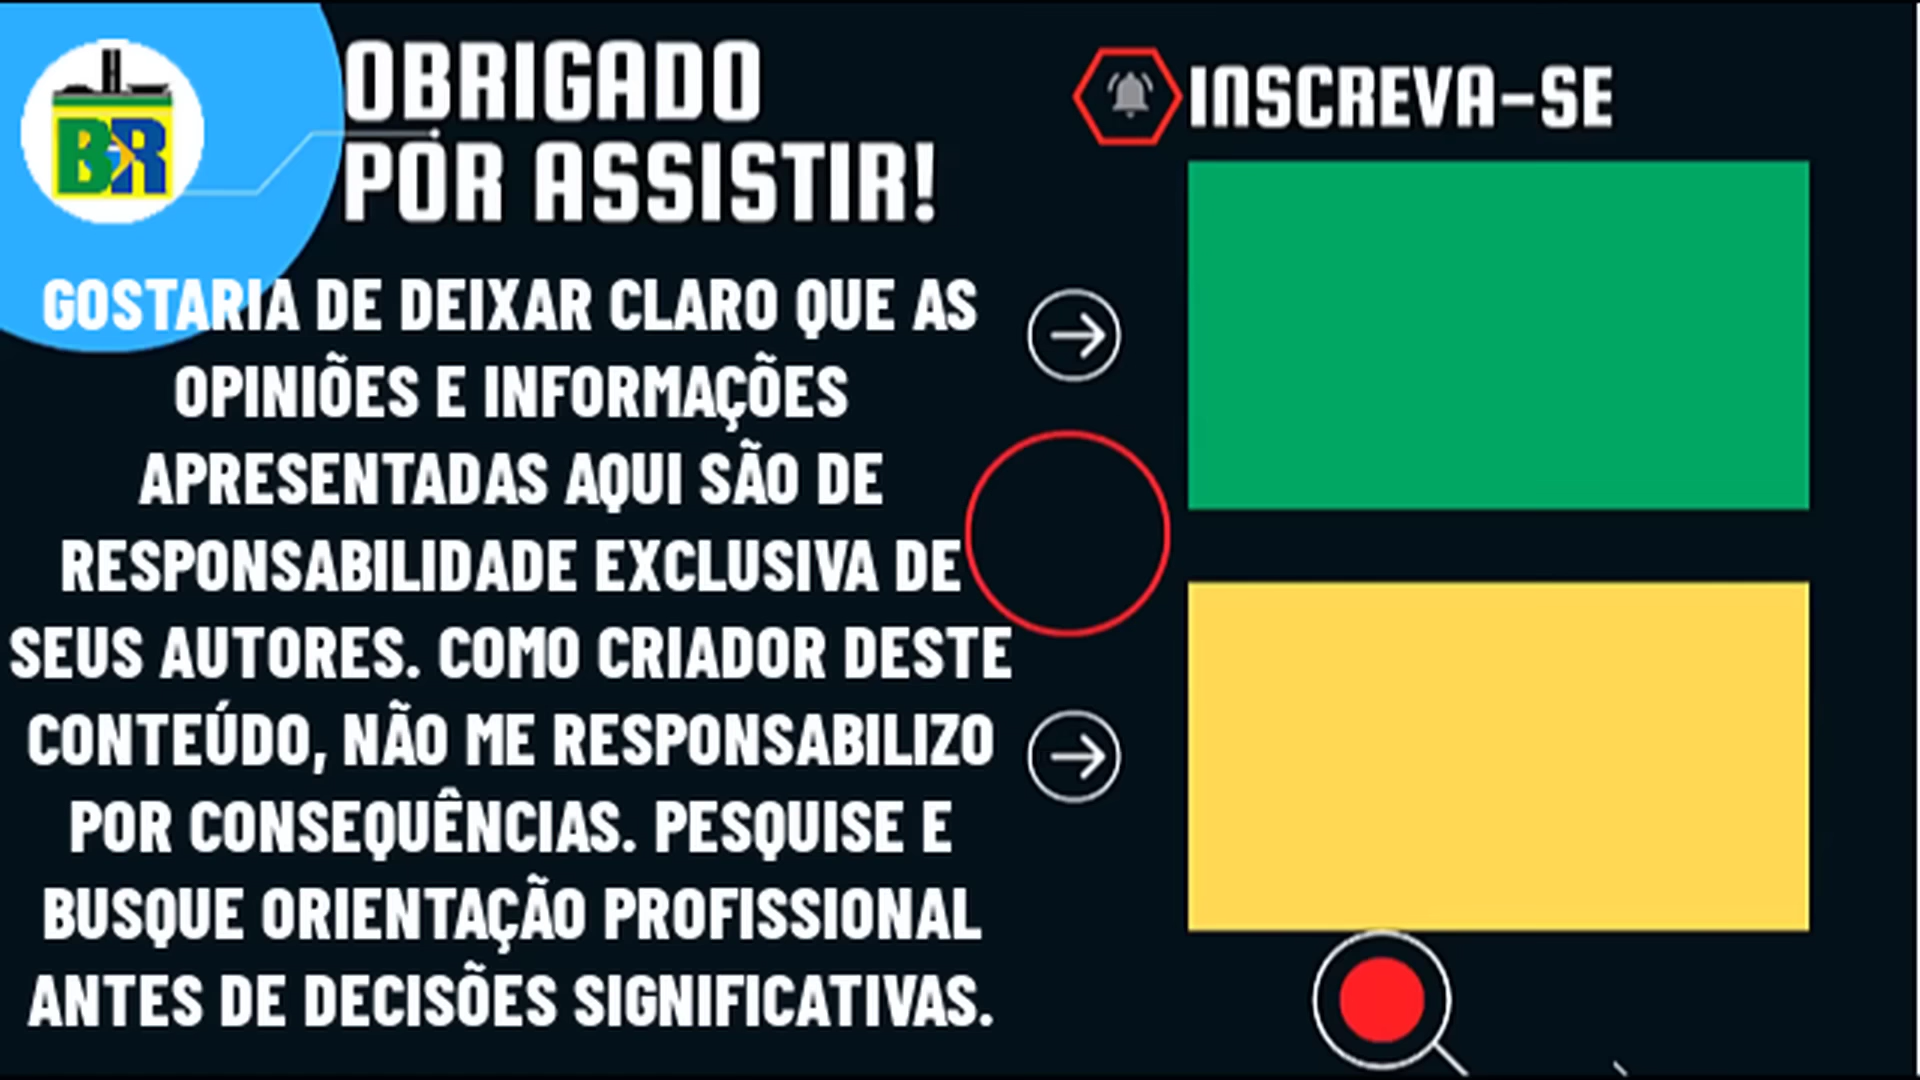 BR
OBRIGADO
POR ASSISTIR!
INSCREVA-SE
GOSTARIA DE DEIXAR CLARO QUE AS
OPINIÕES E INFORMAÇÕES
APRESENTADAS AQUI SÃO DE
RESPONSABILIDADE EXCLUSIVA DE
SEUS AUTORES. COMO CRIADOR DESTE
CONTEÚDO, NÃO ME RESPONSABILIZO
POR CONSEQUÊNCIAS. PESQUISE E
BUSQUE ORIENTAÇÃO PROFISSIONAL
ANTES DE DECISÕES SIGNIFICATIVAS.